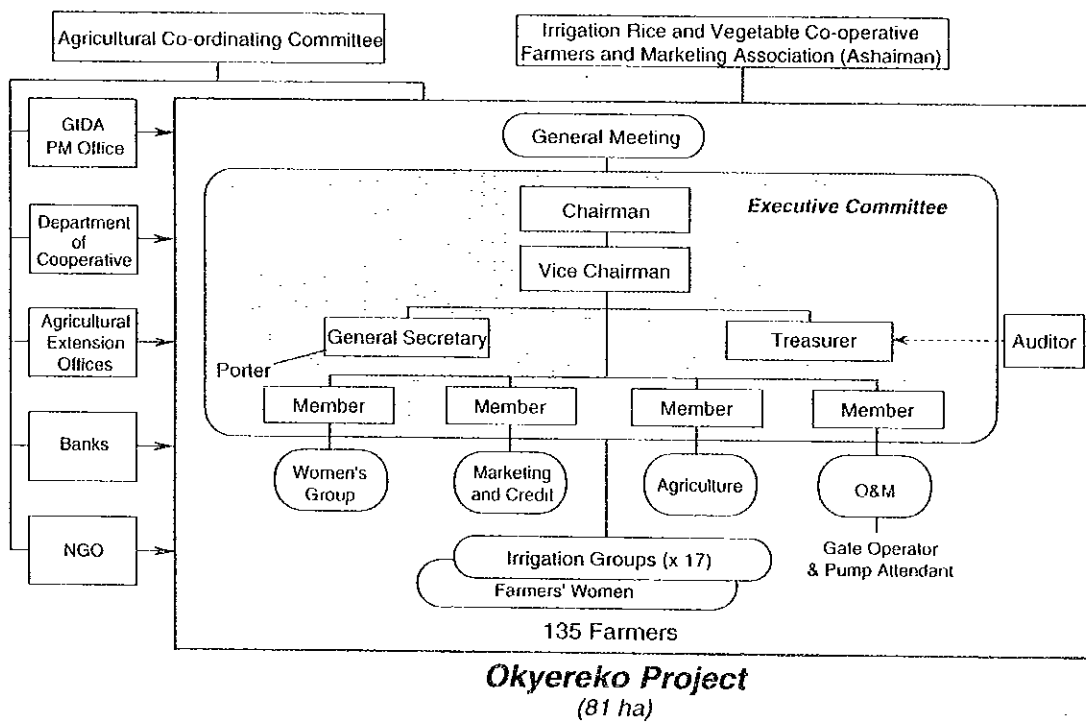 Agricultural Co-ordinating Committee
Irrigation Rice and Vegetable Co-operative
Farmers and Marketing Association (Ashaiman)
GIDA
PM Office
General Meeting
Executive Committee
Chairman
Department
of
Cooperative
Vice Chairman
Agricultural
Extension
Offices
General Secretary
Treasurer
Auditor
Porter
Member
Member
Member
Member
Banks
Women's
Group
Marketing
and Credit
Agriculture
O&M
NGO
Irrigation Groups (x 17)
Farmers' Women
Gate Operator
& Pump Attendant
135 Farmers
Okyereko Project
(81 ha)